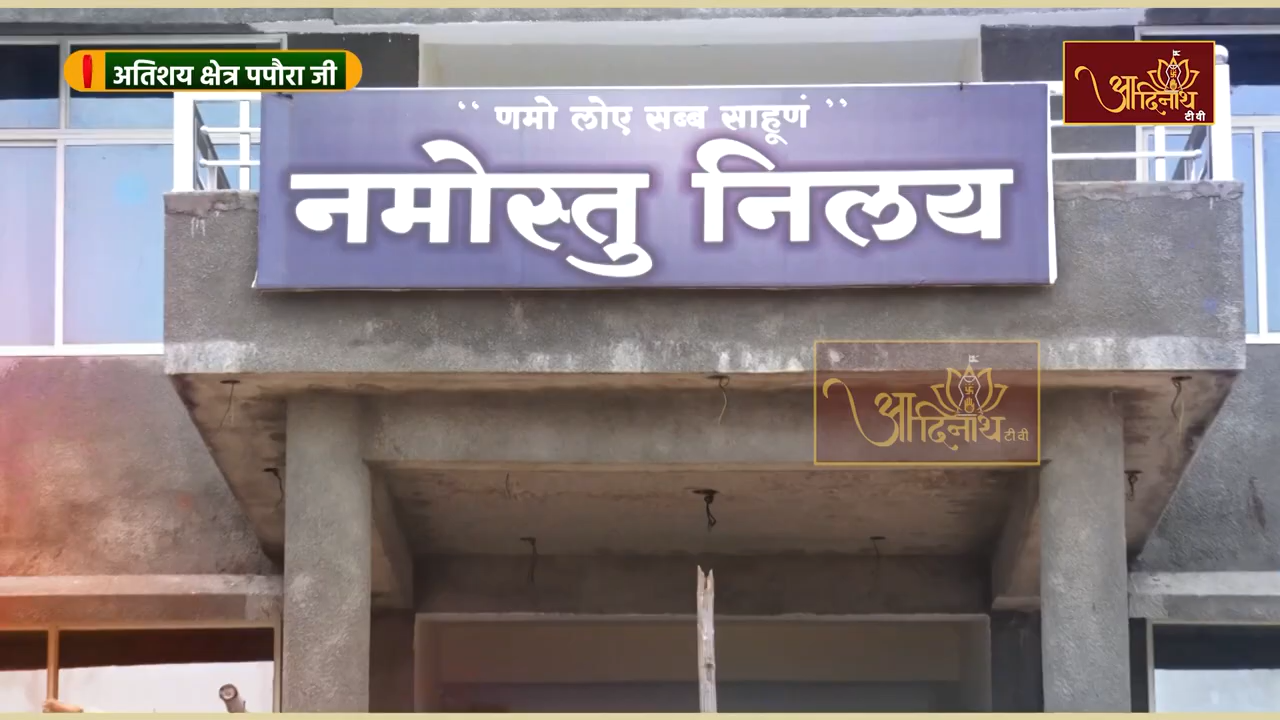 अतिशय क्षेत्र पपौरा जी
आदिनाथ
टीवी
“ णमो लोए सब्ब साहूणं ”
नमोस्तु निलय
आदिनाथ टीवी